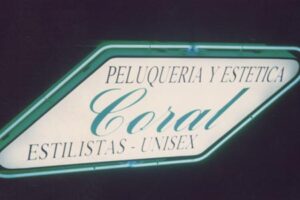 PELUQUERIA Y ESTETICA
Coral
ESTILISTAS - UNISEX